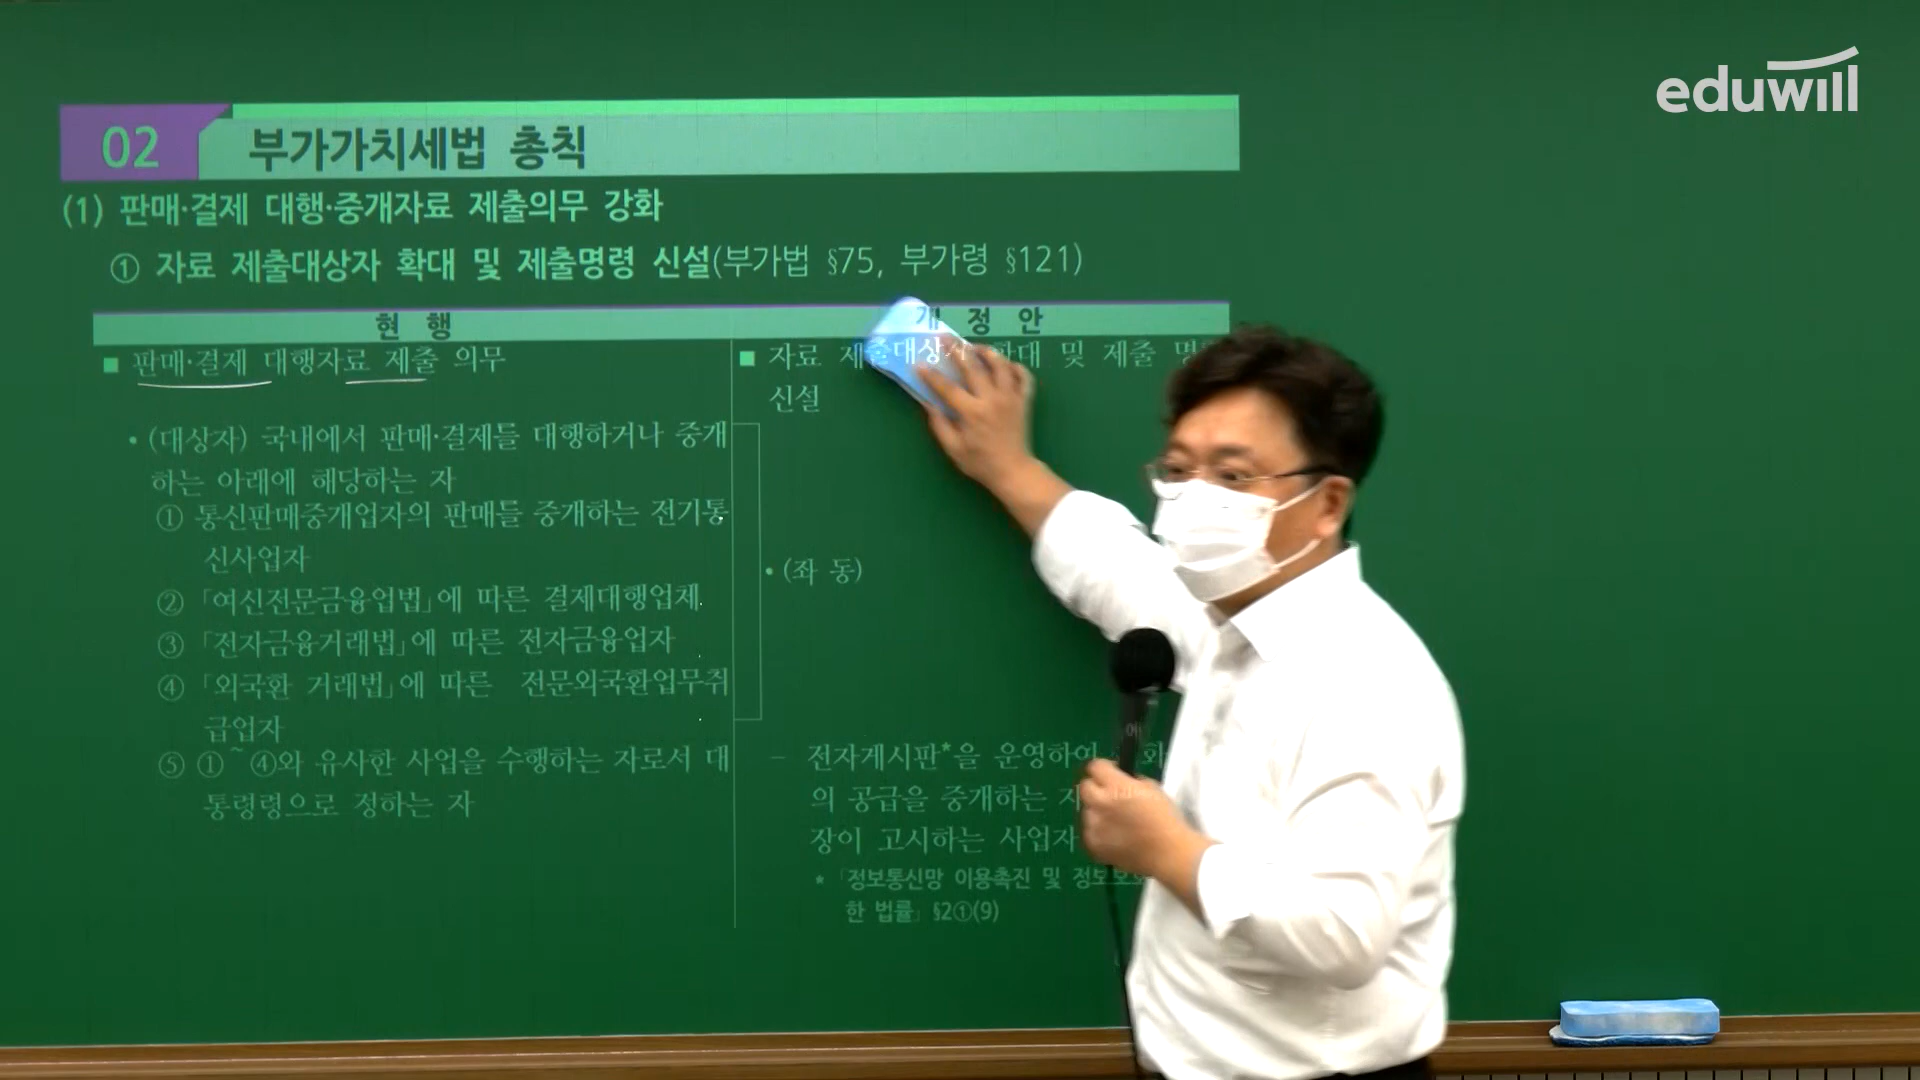 eduwill
02 부가가치세법 총칙
(1) 판매·결제 대행·중개자료 제출의무 강화
① 자료 제출대상자 확대 및 제출명령 신설(부가법 §75, 부가령 §121)
현 행
■ 판매·결제 대행자료 제출 의무
• (대상자) 국내에서 판매·결제를 대행하거나 중개
하는 아래에 해당하는 자
① 통신판매중개업자의 판매를 중개하는 전기통
신사업자
② 「여신전문금융업법」에 따른 결제대행업체
③ 「전자금융거래법」에 따른 전자금융업자
④ 「외국환 거래법」에 따른 전문외국환업무취
급업자
⑤ ①~④와 유사한 사업을 수행하는 자로서 대
통령령으로 정하는 자
개 정 안
■ 자료 제출대상자 확대 및 제출
신설
• (좌 동)
- 전자게시판*을 운영하여
의 공급을 중개하는
장이 고시하는 사업자
* 「정보통신망 이용촉진 및
한 법률」 §2①(9)